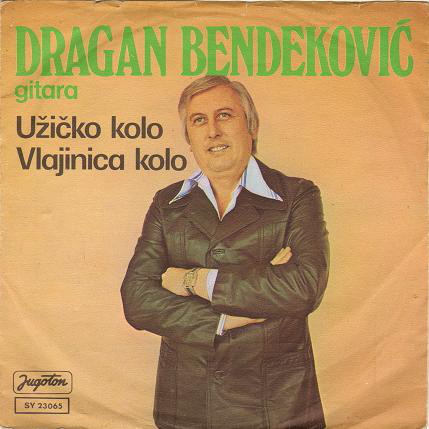 DRAGAN BENDEKOVIĆ
gitara
Užičko kolo
Vlajinica kolo
Jugoton
SY 23065